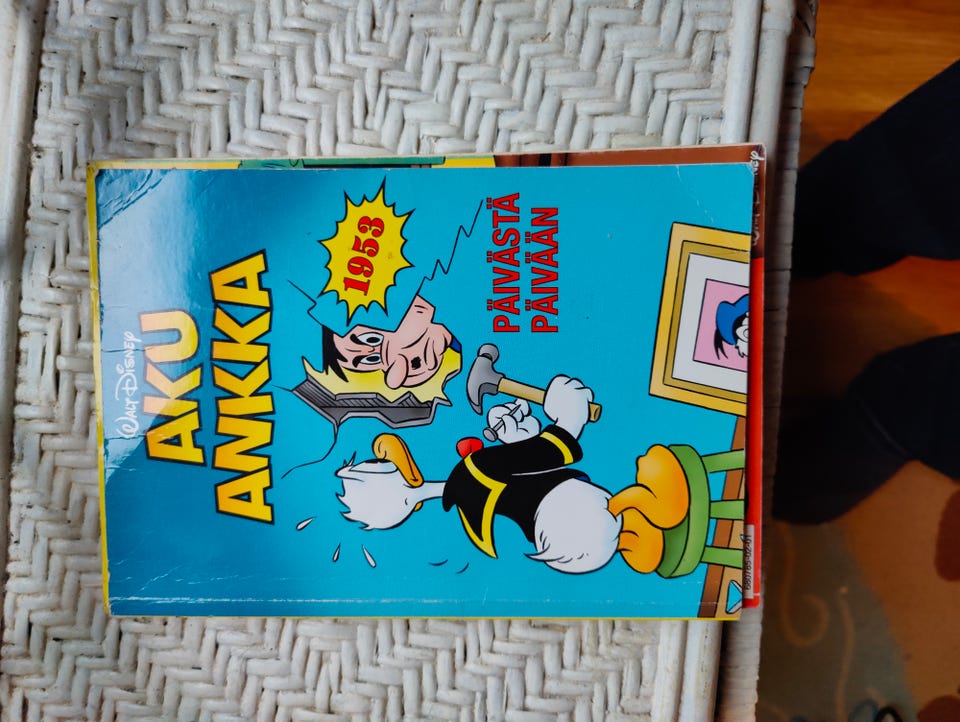 WALT DISNEY
AKU
ANKKA
1953
PÄIVÄSTÄ
PÄIVÄÄN